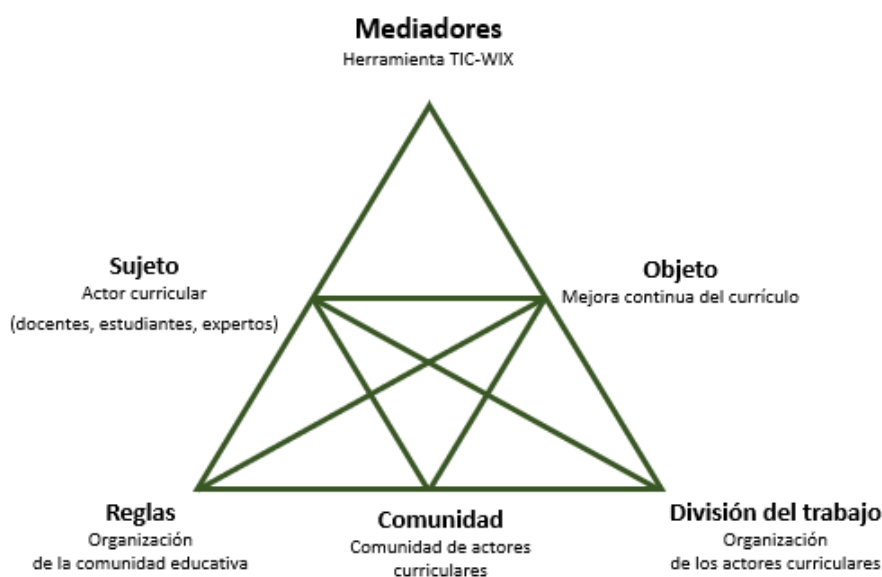 Mediadores
Herramienta TIC-WIX
Sujeto
Actor curricular
(docentes, estudiantes, expertos)
Objeto
Mejora continua del currículo
Reglas
Organización
de la comunidad educativa
Comunidad
Comunidad de actores
curriculares
División del trabajo
Organización
de los actores curriculares